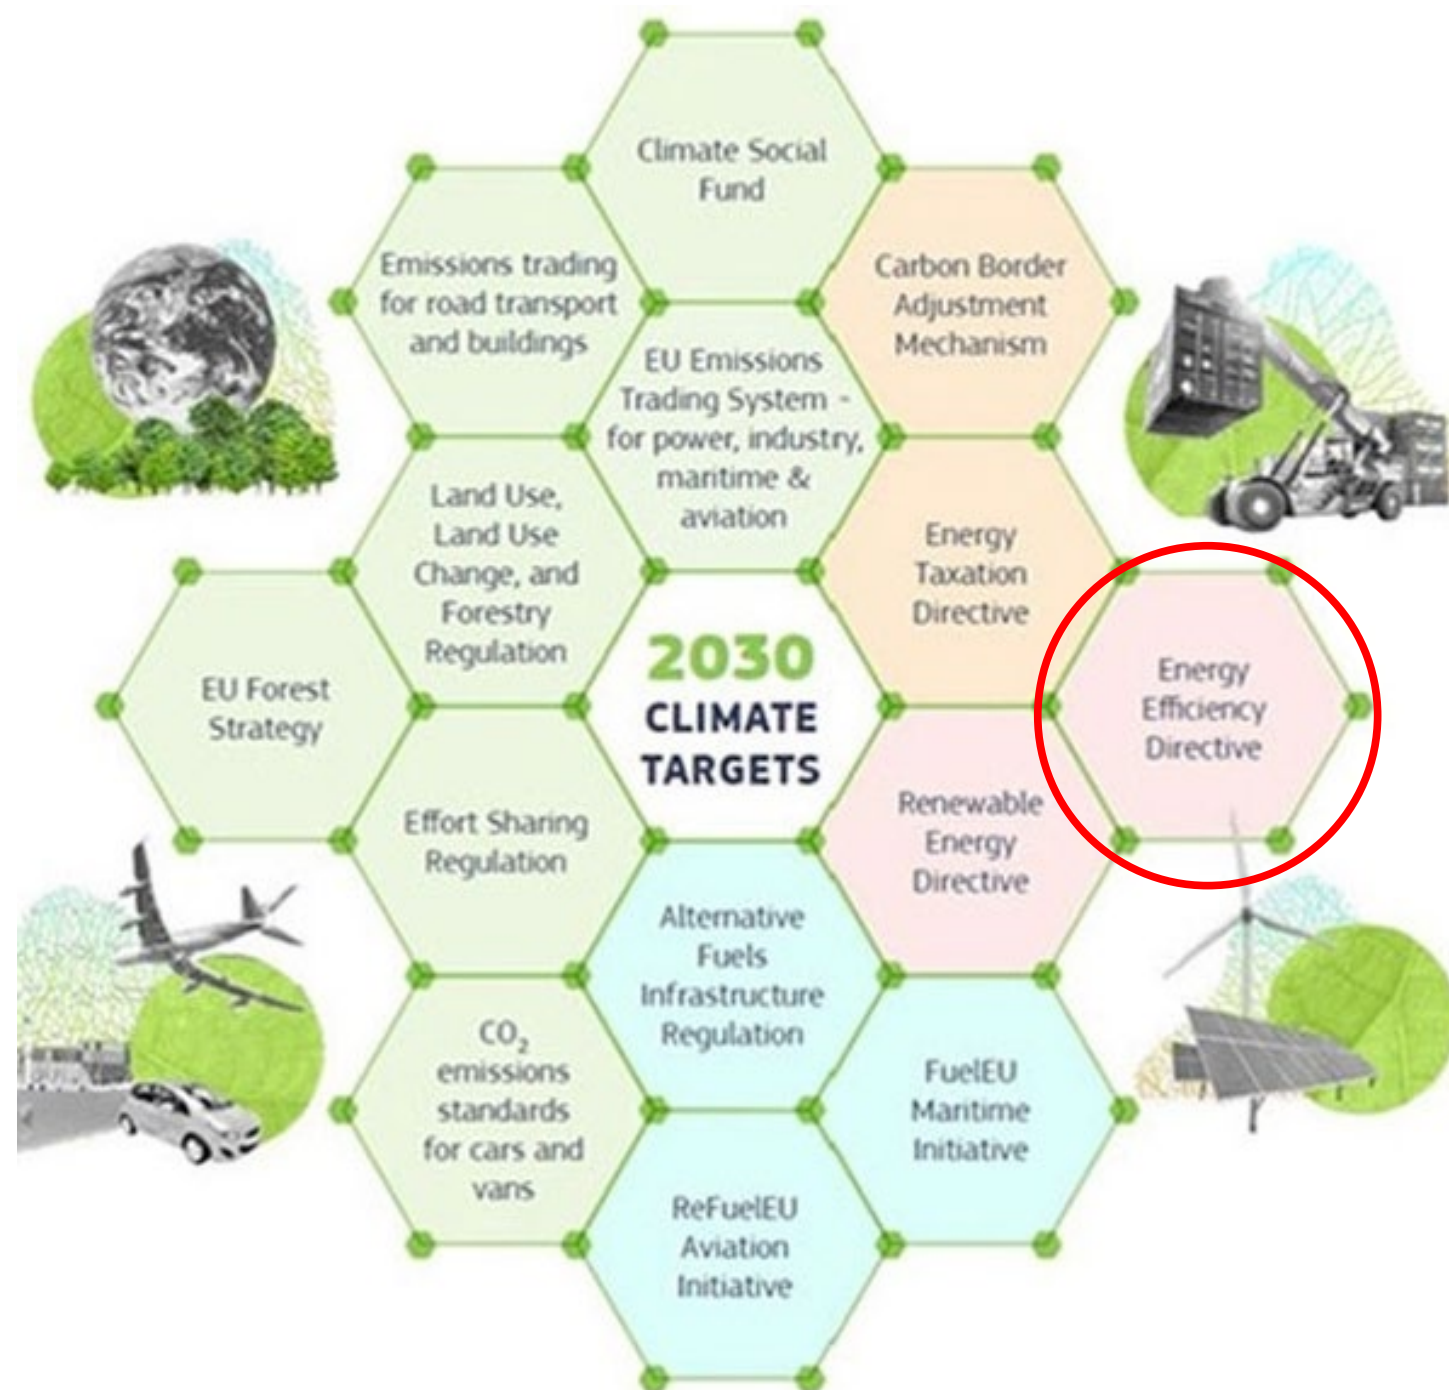 Climate Social
Fund
Emissions trading
for road transport
and buildings
Carbon Border
Adjustment
Mechanism
EU Emissions
Trading System -
for power, industry,
maritime &
aviation
Land Use,
Land Use
Change, and
Forestry
Regulation
Energy
Taxation
Directive
EU Forest
Strategy
2030
CLIMATE
TARGETS
Energy
Efficiency
Directive
Effort Sharing
Regulation
Renewable
Energy
Directive
Alternative
Fuels
Infrastructure
Regulation
CO₂
emissions
standards
for cars and
vans
FuelEU
Maritime
Initiative
ReFuelEU
Aviation
Initiative